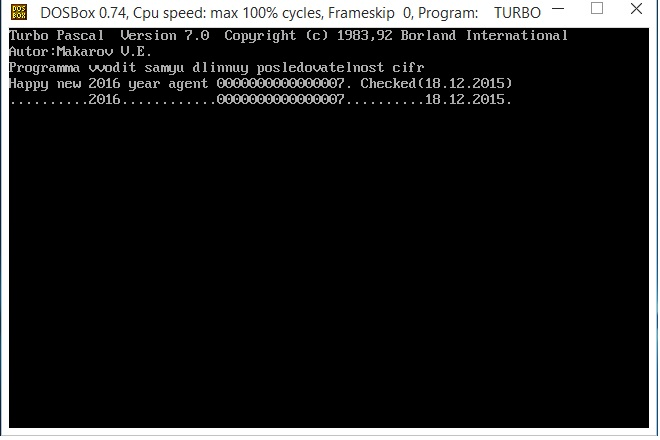 DOS
BOX
DOSBox 0.74, Cpu speed: max 100% cycles, Frameskip 0, Program: TURBO
Turbo Pascal  Version 7.0  Copyright (c) 1983,92 Borland International
Autor:Makarov V.E.
Programma vvodit samyu dlinnuy posledovatelnost cifr
Happy new 2016 year agent 0000000000000007. Checked(18.12.2015)
..........2016............0000000000000007..........18.12.2015.